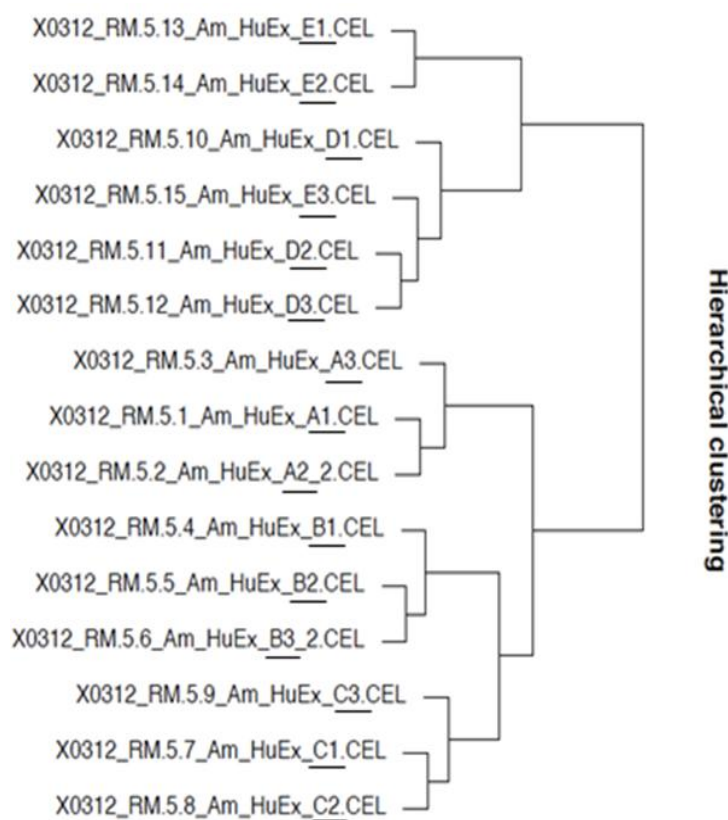 X0312_RM.5.13_Am_HuEx_E1.CEL
X0312_RM.5.14_Am_HuEx_E2.CEL
X0312_RM.5.10_Am_HuEx_D1.CEL
X0312_RM.5.15_Am_HuEx_E3.CEL
X0312_RM.5.11_Am_HuEx_D2.CEL
X0312_RM.5.12_Am_HuEx_D3.CEL
X0312_RM.5.3_Am_HuEx_A3.CEL
X0312_RM.5.1_Am_HuEx_A1.CEL
X0312_RM.5.2_Am_HuEx_A2_2.CEL
X0312_RM.5.4_Am_HuEx_B1.CEL
X0312_RM.5.5_Am_HuEx_B2.CEL
X0312_RM.5.6_Am_HuEx_B3_2.CEL
X0312_RM.5.9_Am_HuEx_C3.CEL
X0312_RM.5.7_Am_HuEx_C1.CEL
X0312_RM.5.8_Am_HuEx_C2.CEL
Hierarchical clustering